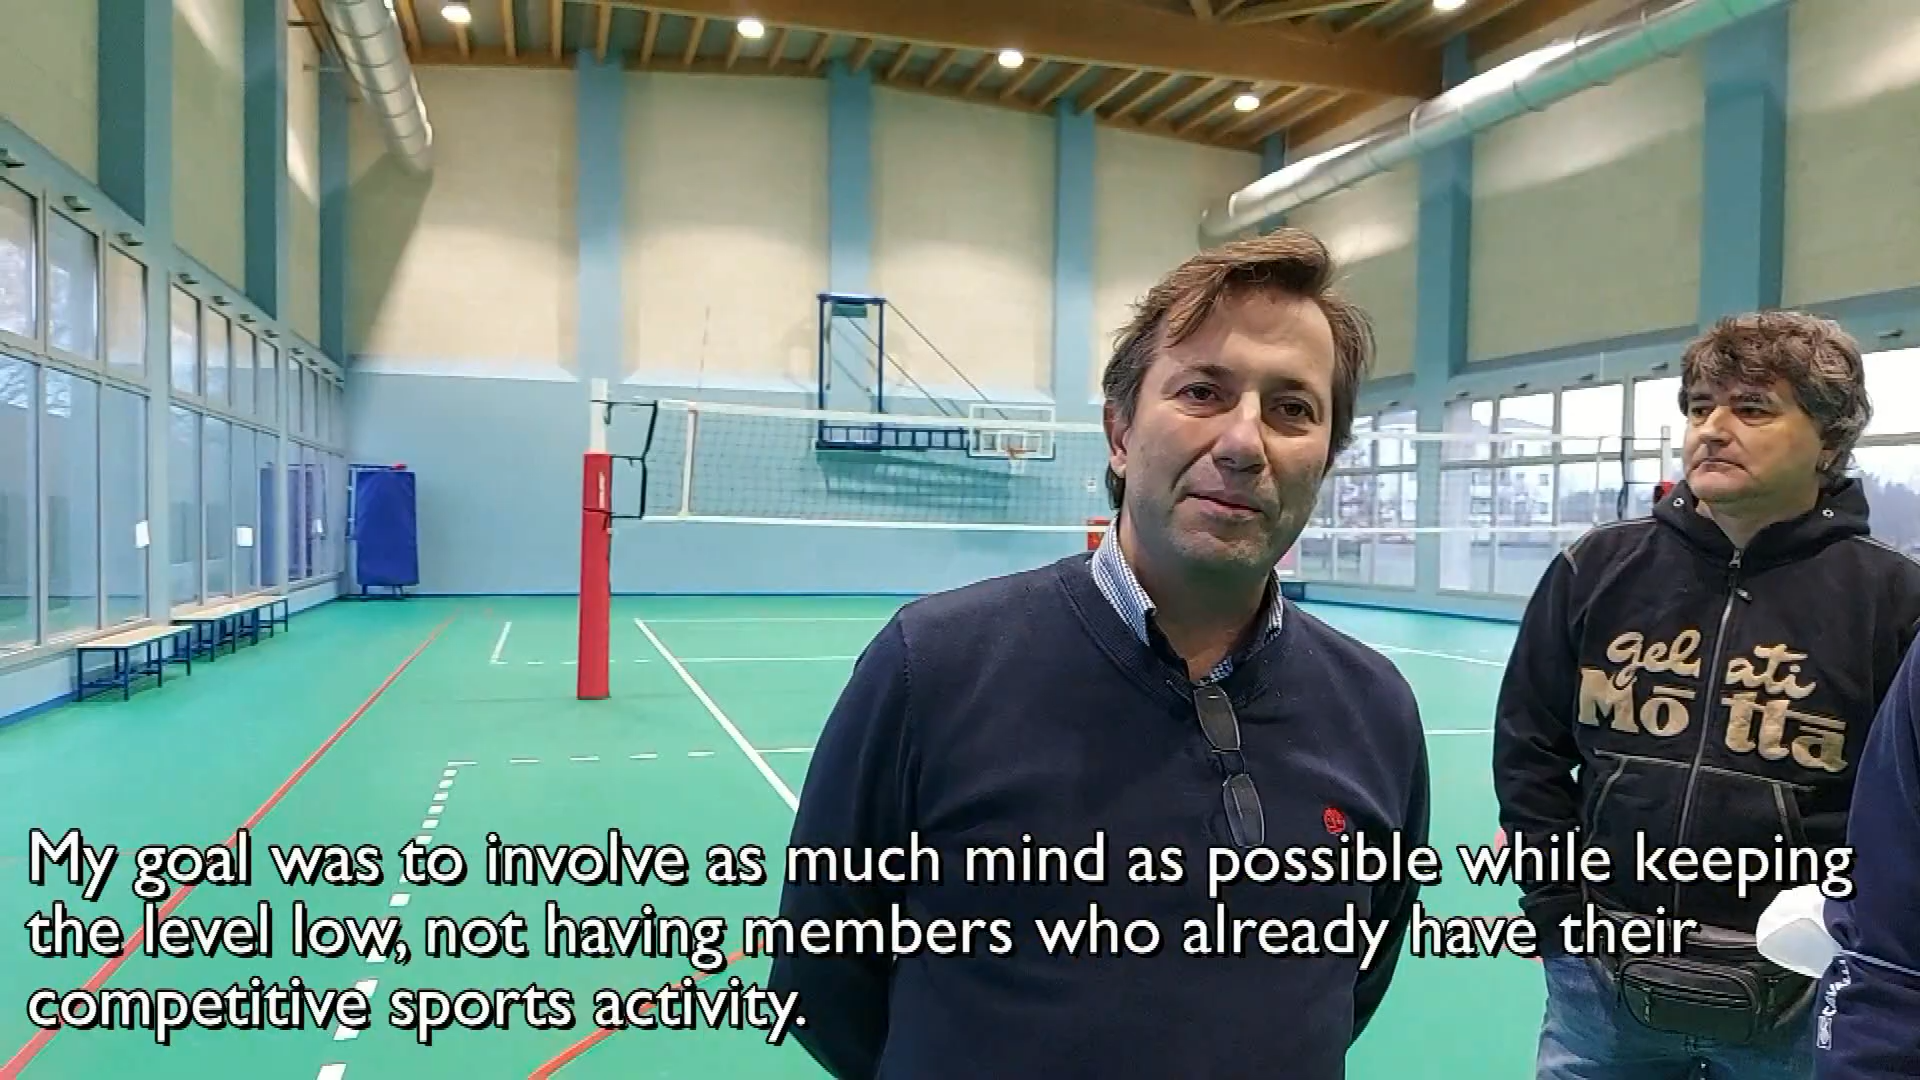 gelati
Motta
My goal was to involve as much mind as possible while keeping
the level low, not having members who already have their
competitive sports activity.